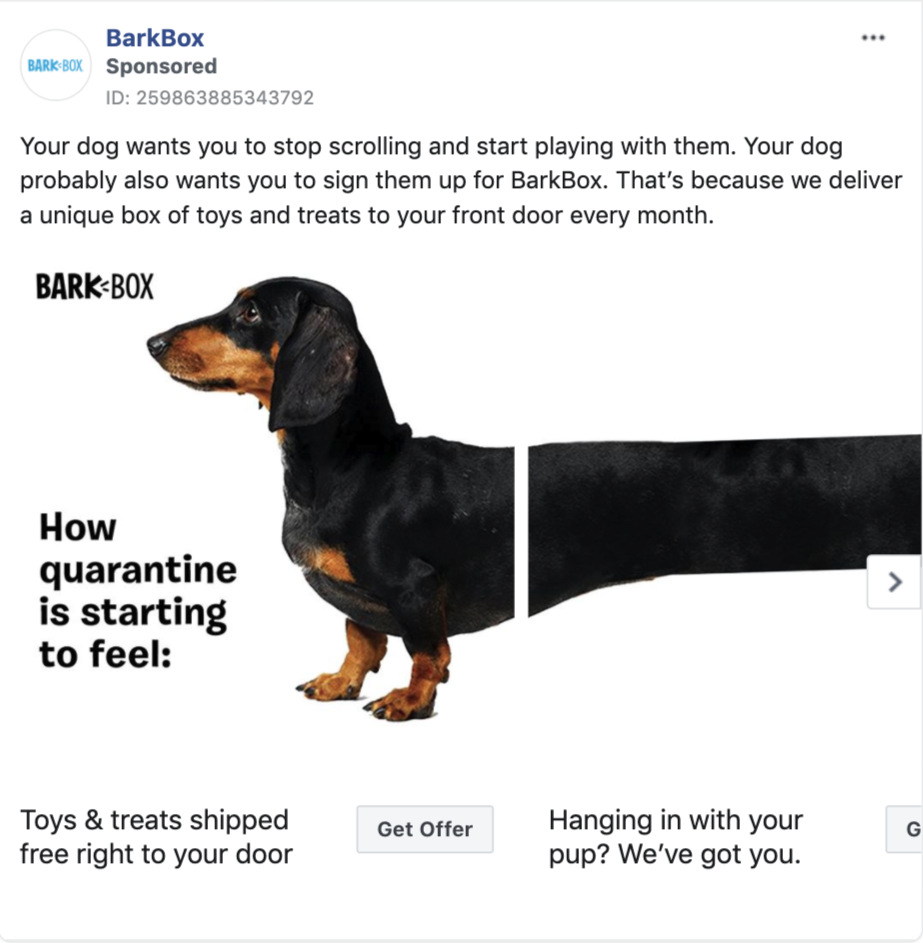 BarkBox
BARK BOX
Sponsored
ID: 259863885343792
Your dog wants you to stop scrolling and start playing with them. Your dog
probably also wants you to sign them up for BarkBox. That’s because we deliver
a unique box of toys and treats to your front door every month.
BARK BOX
How
quarantine
is starting
to feel:
Toys & treats shipped
free right to your door
Get Offer
Hanging in with your
pup? We’ve got you.
G